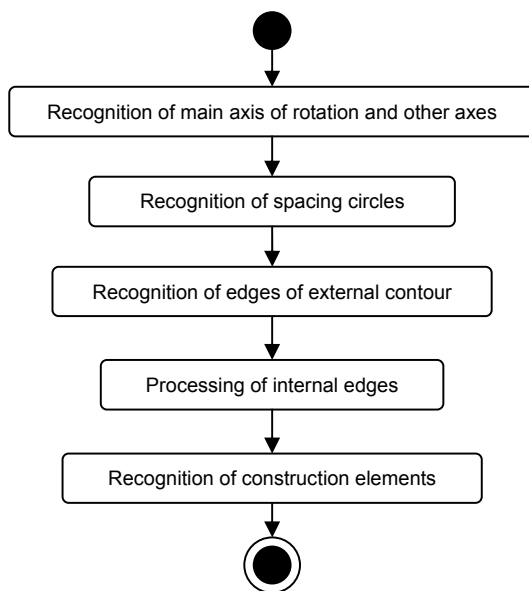 Recognition of main axis of rotation and other axes
Recognition of spacing circles
Recognition of edges of external contour
Processing of internal edges
Recognition of construction elements